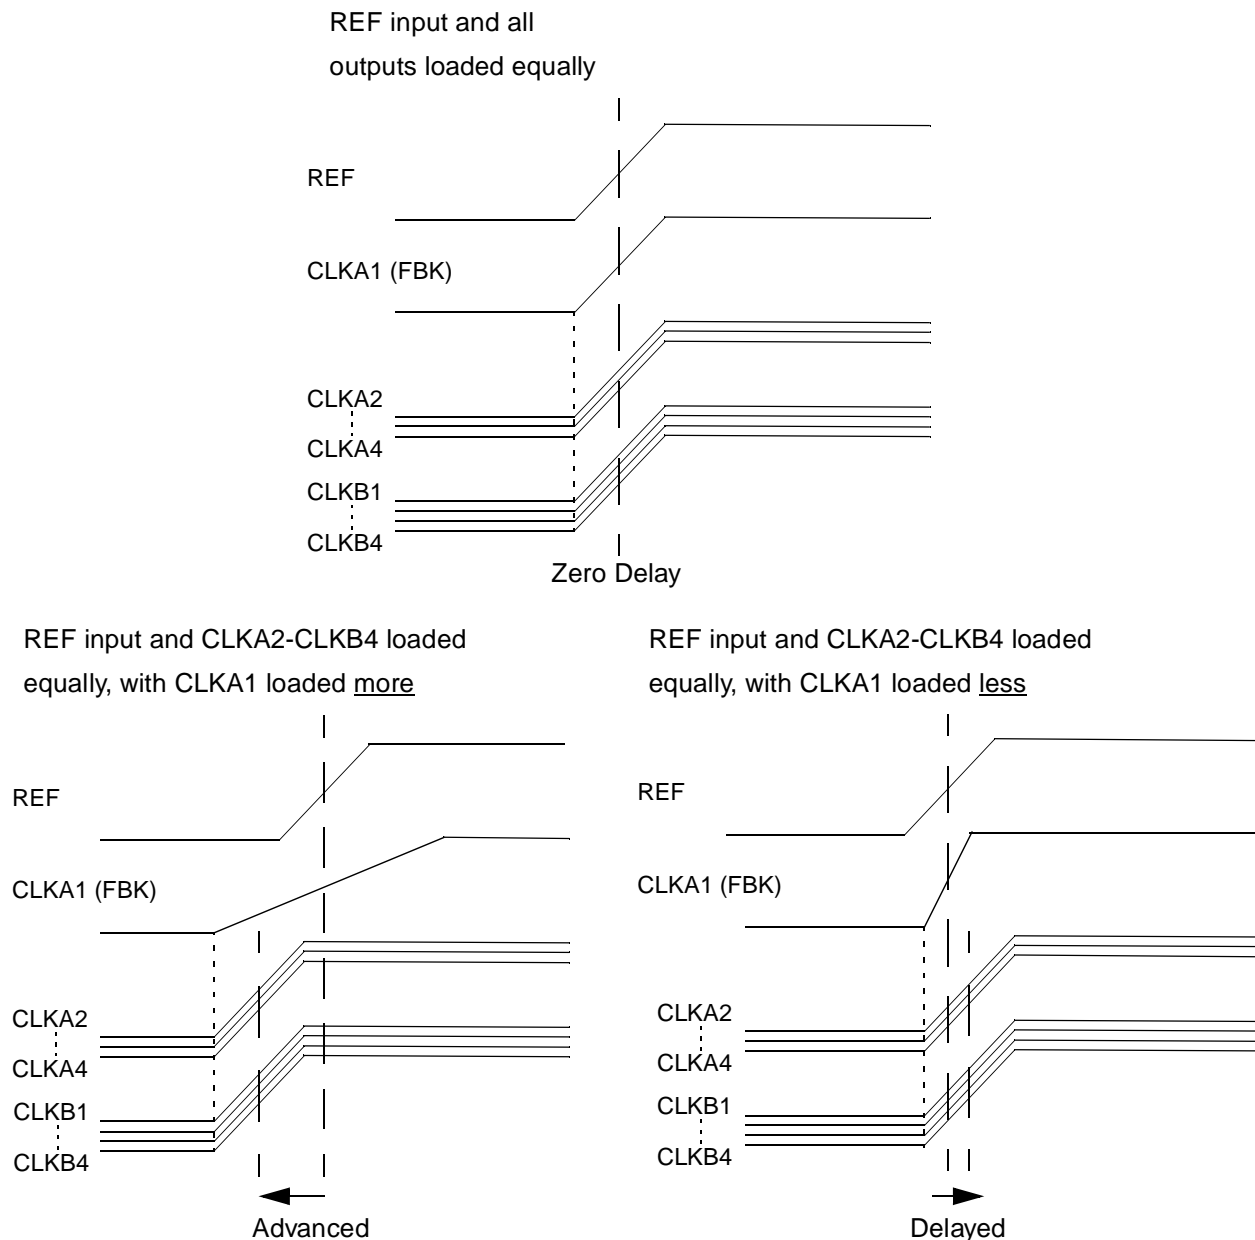 REF input and all
outputs loaded equally
REF
CLKA1 (FBK)
CLKA2
CLKA4
CLKB1
CLKB4
Zero Delay
REF input and CLKA2-CLKB4 loaded
equally, with CLKA1 loaded more
REF
CLKA1 (FBK)
CLKA2
CLKA4
CLKB1
CLKB4
Advanced
REF input and CLKA2-CLKB4 loaded
equally, with CLKA1 loaded less
REF
CLKA1 (FBK)
CLKA2
CLKA4
CLKB1
CLKB4
Delayed